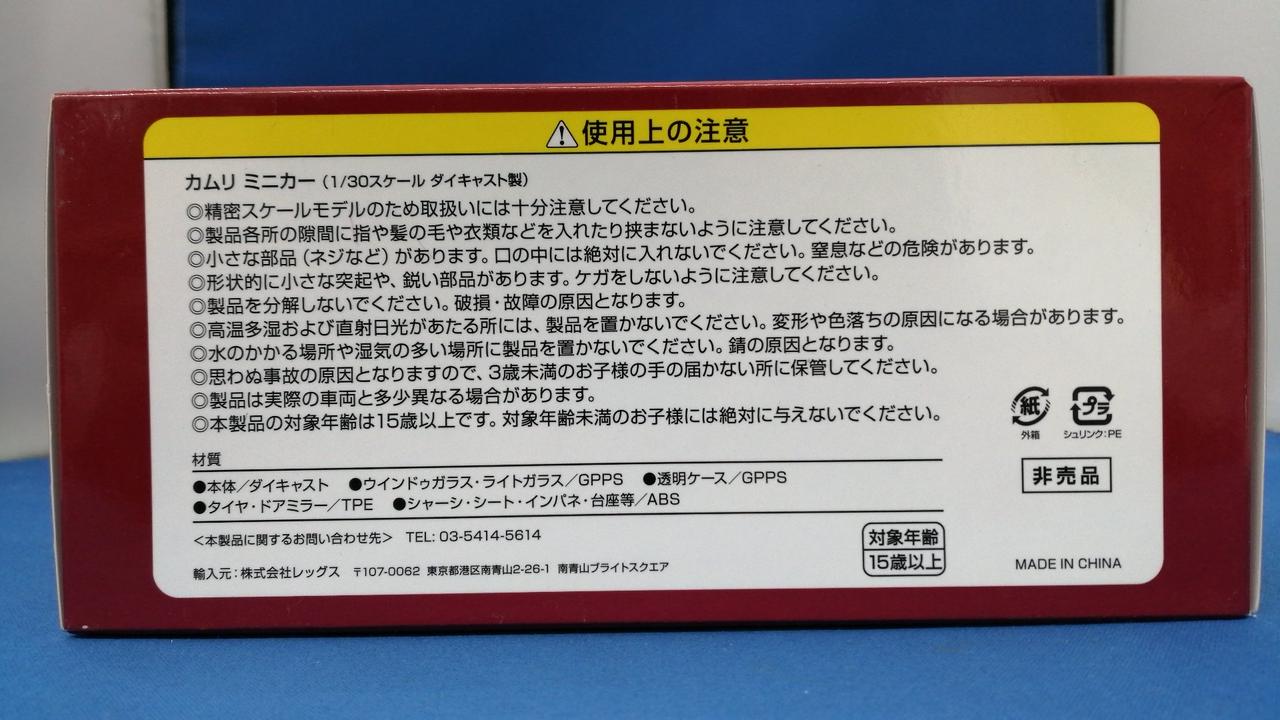 使用上の注意
カムリ ミニカー（1/30スケール ダイキャスト製）
◎精密スケールモデルのため取扱いには十分注意してください。
◎製品各所の隙間に指や髪の毛や衣類などを入れたり挟まないように注意してください。
◎小さな部品（ネジなど）があります。口の中には絶対に入れないでください。窒息などの危険があります。
◎形状的に小さな突起や、鋭い部品があります。ケガをしないように注意してください。
◎製品を分解しないでください。破損・故障の原因となります。
◎高温多湿および直射日光があたる所には、製品を置かないでください。変形や色落ちの原因になる場合があります。
◎水のかかる場所や湿気の多い場所に製品を置かないでください。錆の原因となります。
◎思わぬ事故の原因となりますので、3歳未満のお子様の手の届かない所に保管してください。
◎製品は実際の車両と多少異なる場合があります。
◎本製品の対象年齢は15歳以上です。対象年齢未満のお子様には絶対に与えないでください。
紙 プラ
外箱 シュリンク：PE
非売品
材質
●本体／ダイキャスト ●ウインドゥガラス・ライトガラス／GPPS ●透明ケース／GPPS
●タイヤ・ドアミラー／TPE ●シャーシ・シート・インパネ・台座等／ABS
＜本製品に関するお問い合わせ先＞ TEL: 03-5414-5614
輸入元：株式会社レッグス 〒107-0062 東京都港区南青山2-26-1 南青山ブライトスクエア
対象年齢
15歳以上
MADE IN CHINA